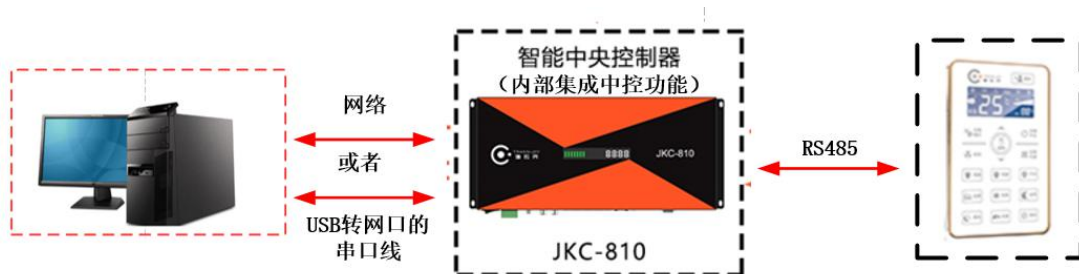 智能中央控制器
(内部集成中控功能)
网络
或者
USB转网口的
串口线
JKC-810
8888
JKC-810
RS485
25